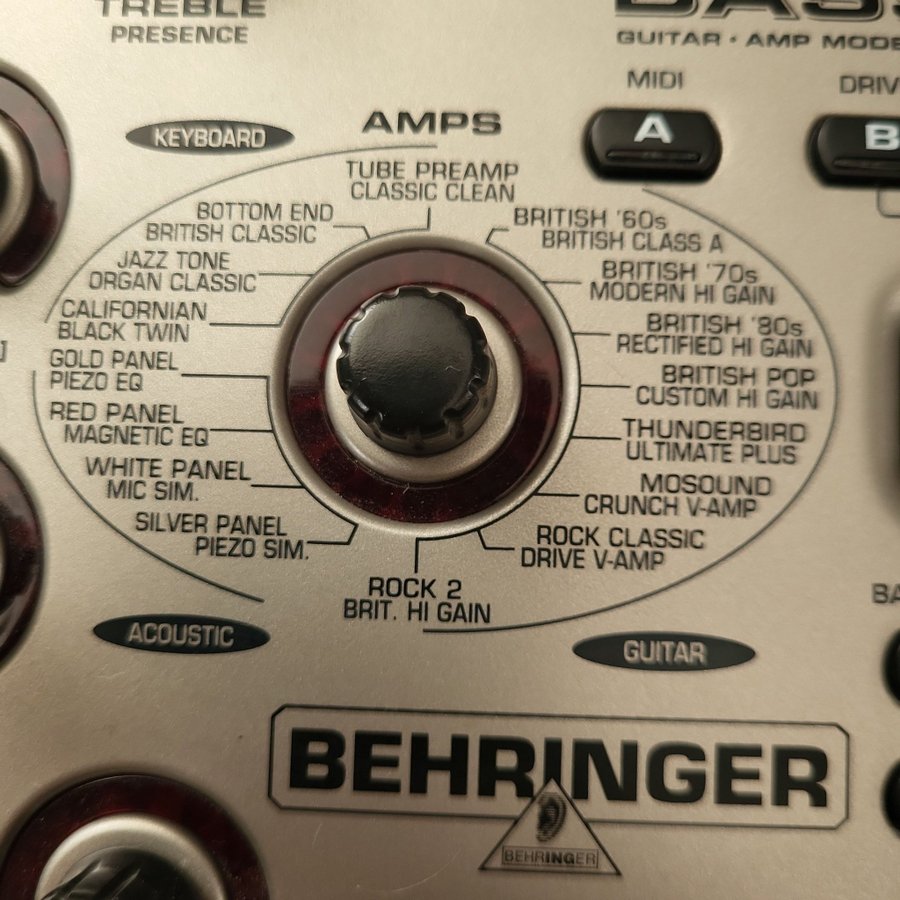 TREBLE
PRESENCE
GUITAR · AMP
MIDI
A
B
KEYBOARD
AMPS
TUBE PREAMP
CLASSIC CLEAN
BOTTOM END
BRITISH CLASSIC
JAZZ TONE
ORGAN CLASSIC
CALIFORNIAN
BLACK TWIN
GOLD PANEL
PIEZO EQ
RED PANEL
MAGNETIC EQ
WHITE PANEL
MIC SIM.
SILVER PANEL
PIEZO SIM.
BRITISH '60s
BRITISH CLASS A
BRITISH '70s
MODERN HI GAIN
BRITISH '80s
RECTIFIED HI GAIN
BRITISH POP
CUSTOM HI GAIN
THUNDERBIRD
ULTIMATE PLUS
MOSOUND
CRUNCH V-AMP
ROCK CLASSIC
DRIVE V-AMP
ROCK 2
BRIT. HI GAIN
ACOUSTIC
GUITAR
BEHRINGER
BEHRINGER